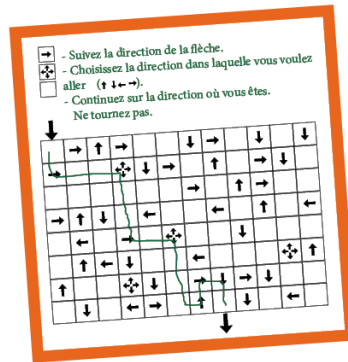 - Suivez la direction de la flèche.
- Choisissez la direction dans laquelle vous voulez
aller (↑ ↓ ← →).
- Continuez sur la direction où vous êtes.
Ne tournez pas.